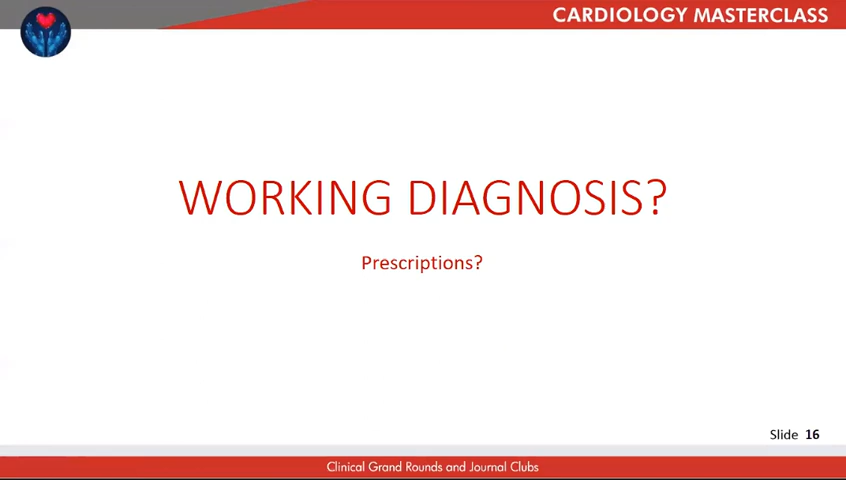 CARDIOLOGY MASTERCLASS
WORKING DIAGNOSIS?
Prescriptions?
Slide 16
Clinical Grand Rounds and Journal Clubs